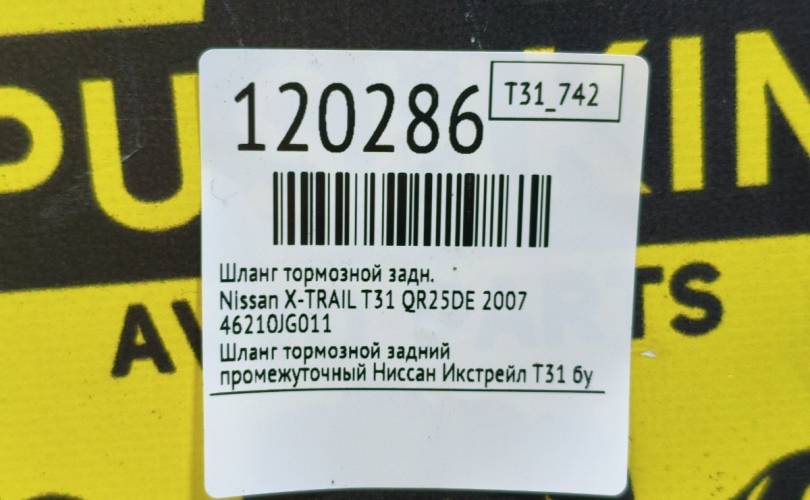 120286
T31_742
Шланг тормозной задн.
Nissan X-TRAIL T31 QR25DE 2007
46210JG011
Шланг тормозной задний
промежуточный Ниссан Икстрейл Т31 бу